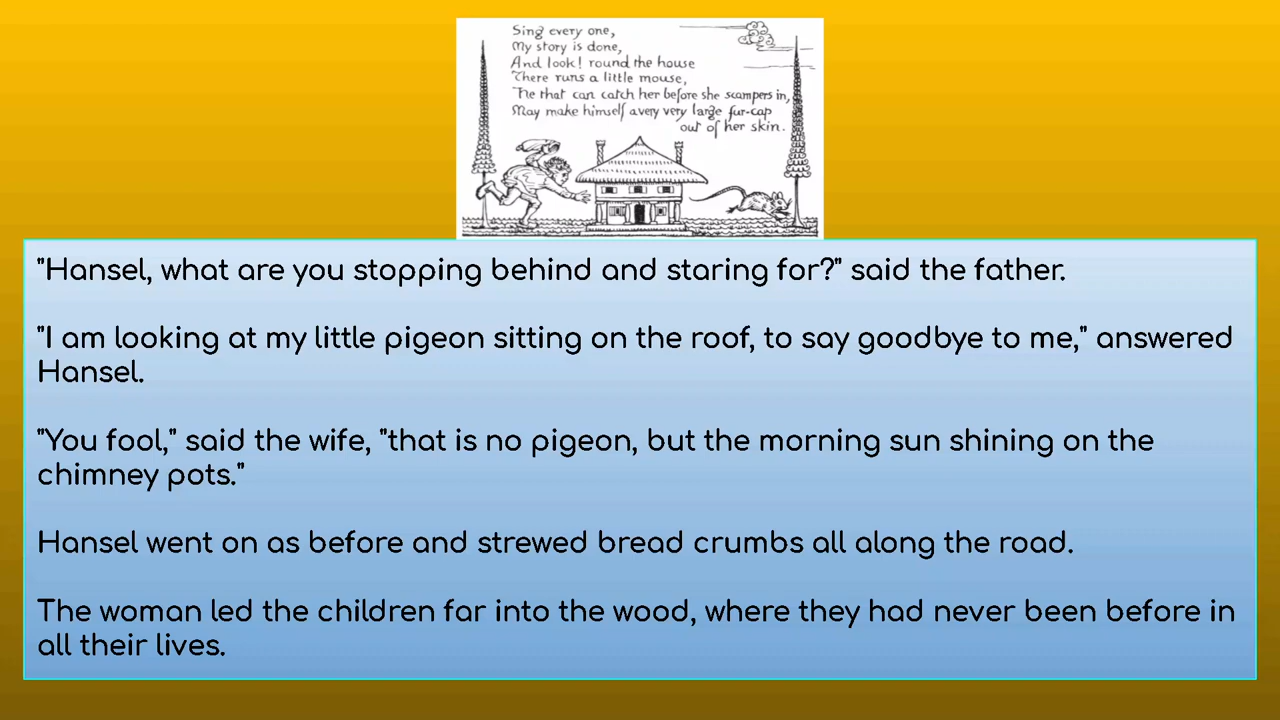 Sing every one,
My story is done,
And look! round the house
There runs a little mouse,
He that can catch her before she scampers in,
May make himself a very very large fur-cap
out of her skin.
"Hansel, what are you stopping behind and staring for?" said the father.
"I am looking at my little pigeon sitting on the roof, to say goodbye to me," answered
Hansel.
"You fool," said the wife, "that is no pigeon, but the morning sun shining on the
chimney pots."
Hansel went on as before and strewed bread crumbs all along the road.
The woman led the children far into the wood, where they had never been before in
all their lives.